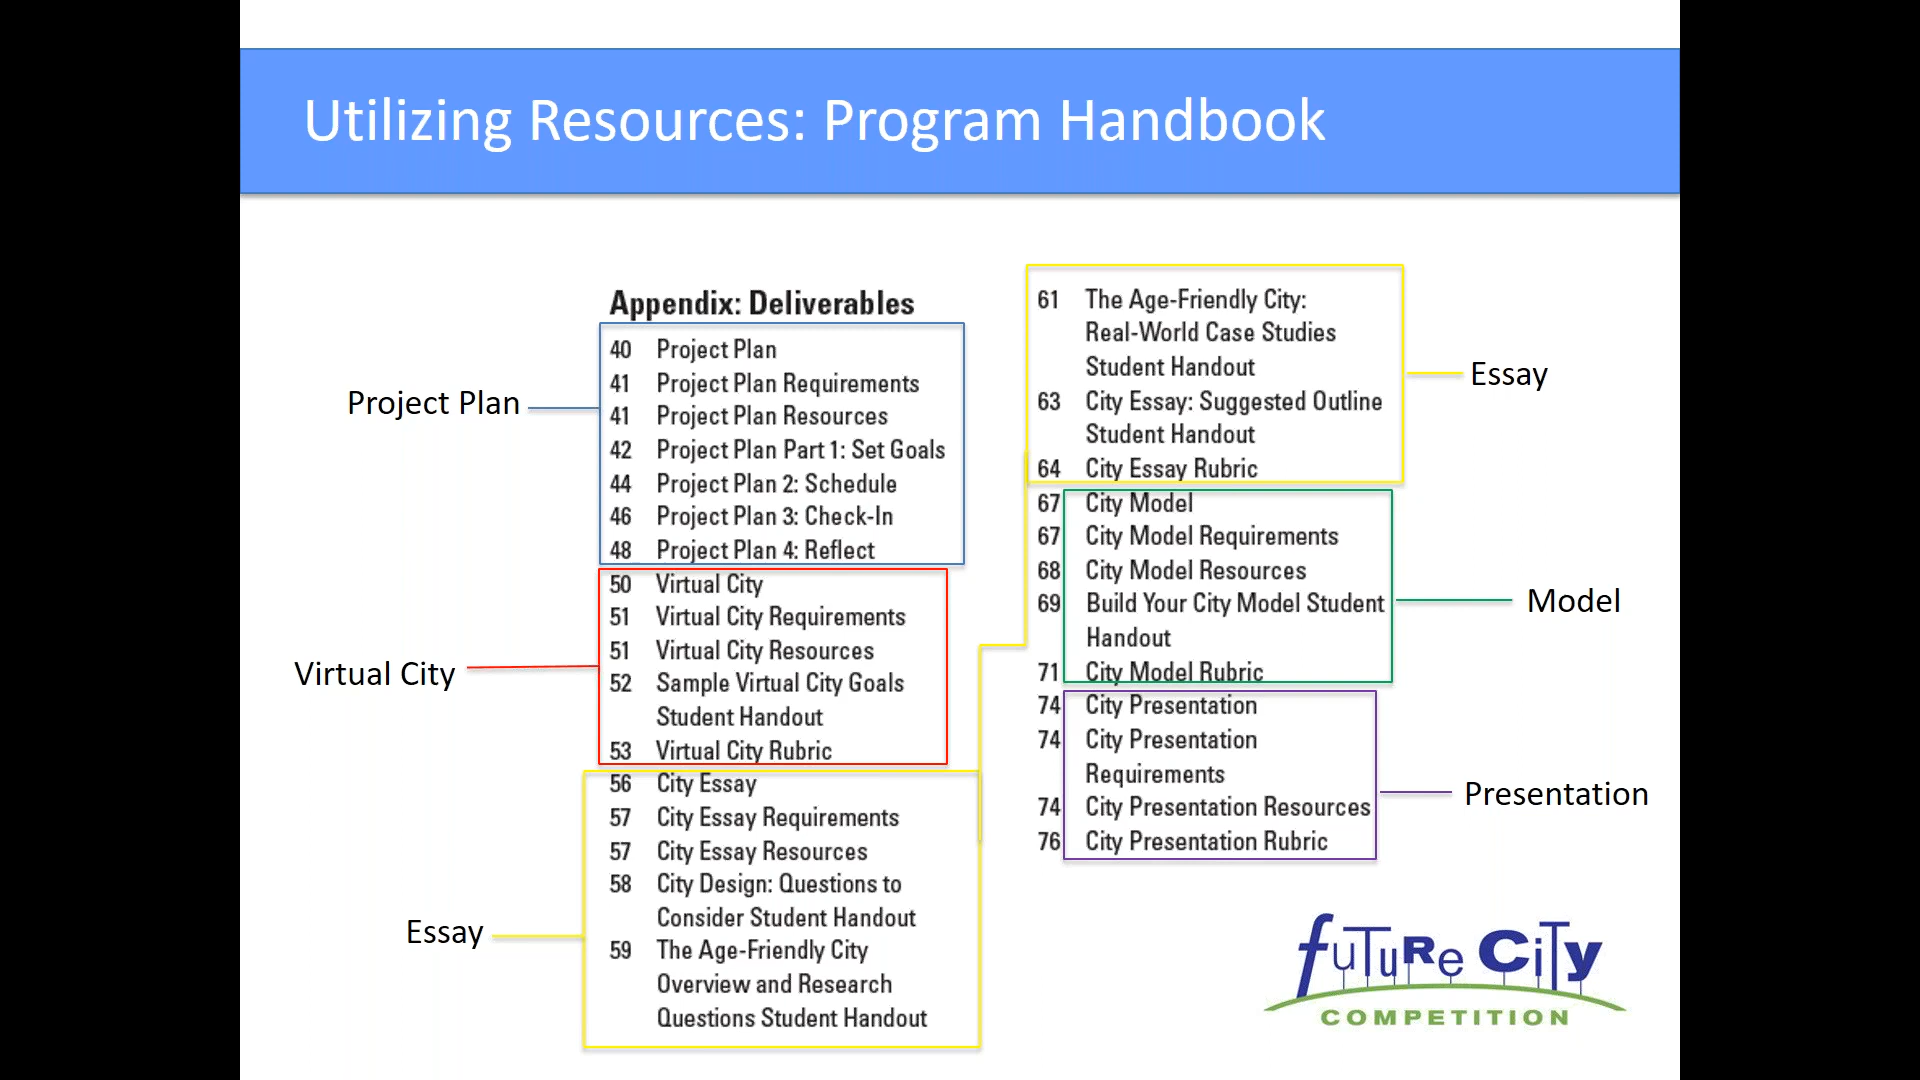 Utilizing Resources: Program Handbook
Appendix: Deliverables
Project Plan
40 Project Plan
41 Project Plan Requirements
41 Project Plan Resources
42 Project Plan Part 1: Set Goals
44 Project Plan 2: Schedule
46 Project Plan 3: Check-In
48 Project Plan 4: Reflect
Virtual City
50 Virtual City
51 Virtual City Requirements
51 Virtual City Resources
52 Sample Virtual City Goals
Student Handout
53 Virtual City Rubric
Essay
56 City Essay
57 City Essay Requirements
57 City Essay Resources
58 City Design: Questions to
Consider Student Handout
59 The Age-Friendly City
Overview and Research
Questions Student Handout
61 The Age-Friendly City:
Real-World Case Studies
Student Handout
63 City Essay: Suggested Outline
Student Handout
64 City Essay Rubric
Essay
67 City Model
67 City Model Requirements
68 City Model Resources
69 Build Your City Model Student
Handout
71 City Model Rubric
Model
74 City Presentation
74 City Presentation
Requirements
74 City Presentation Resources
76 City Presentation Rubric
Presentation
fuTuRe CiTy
COMPETITION